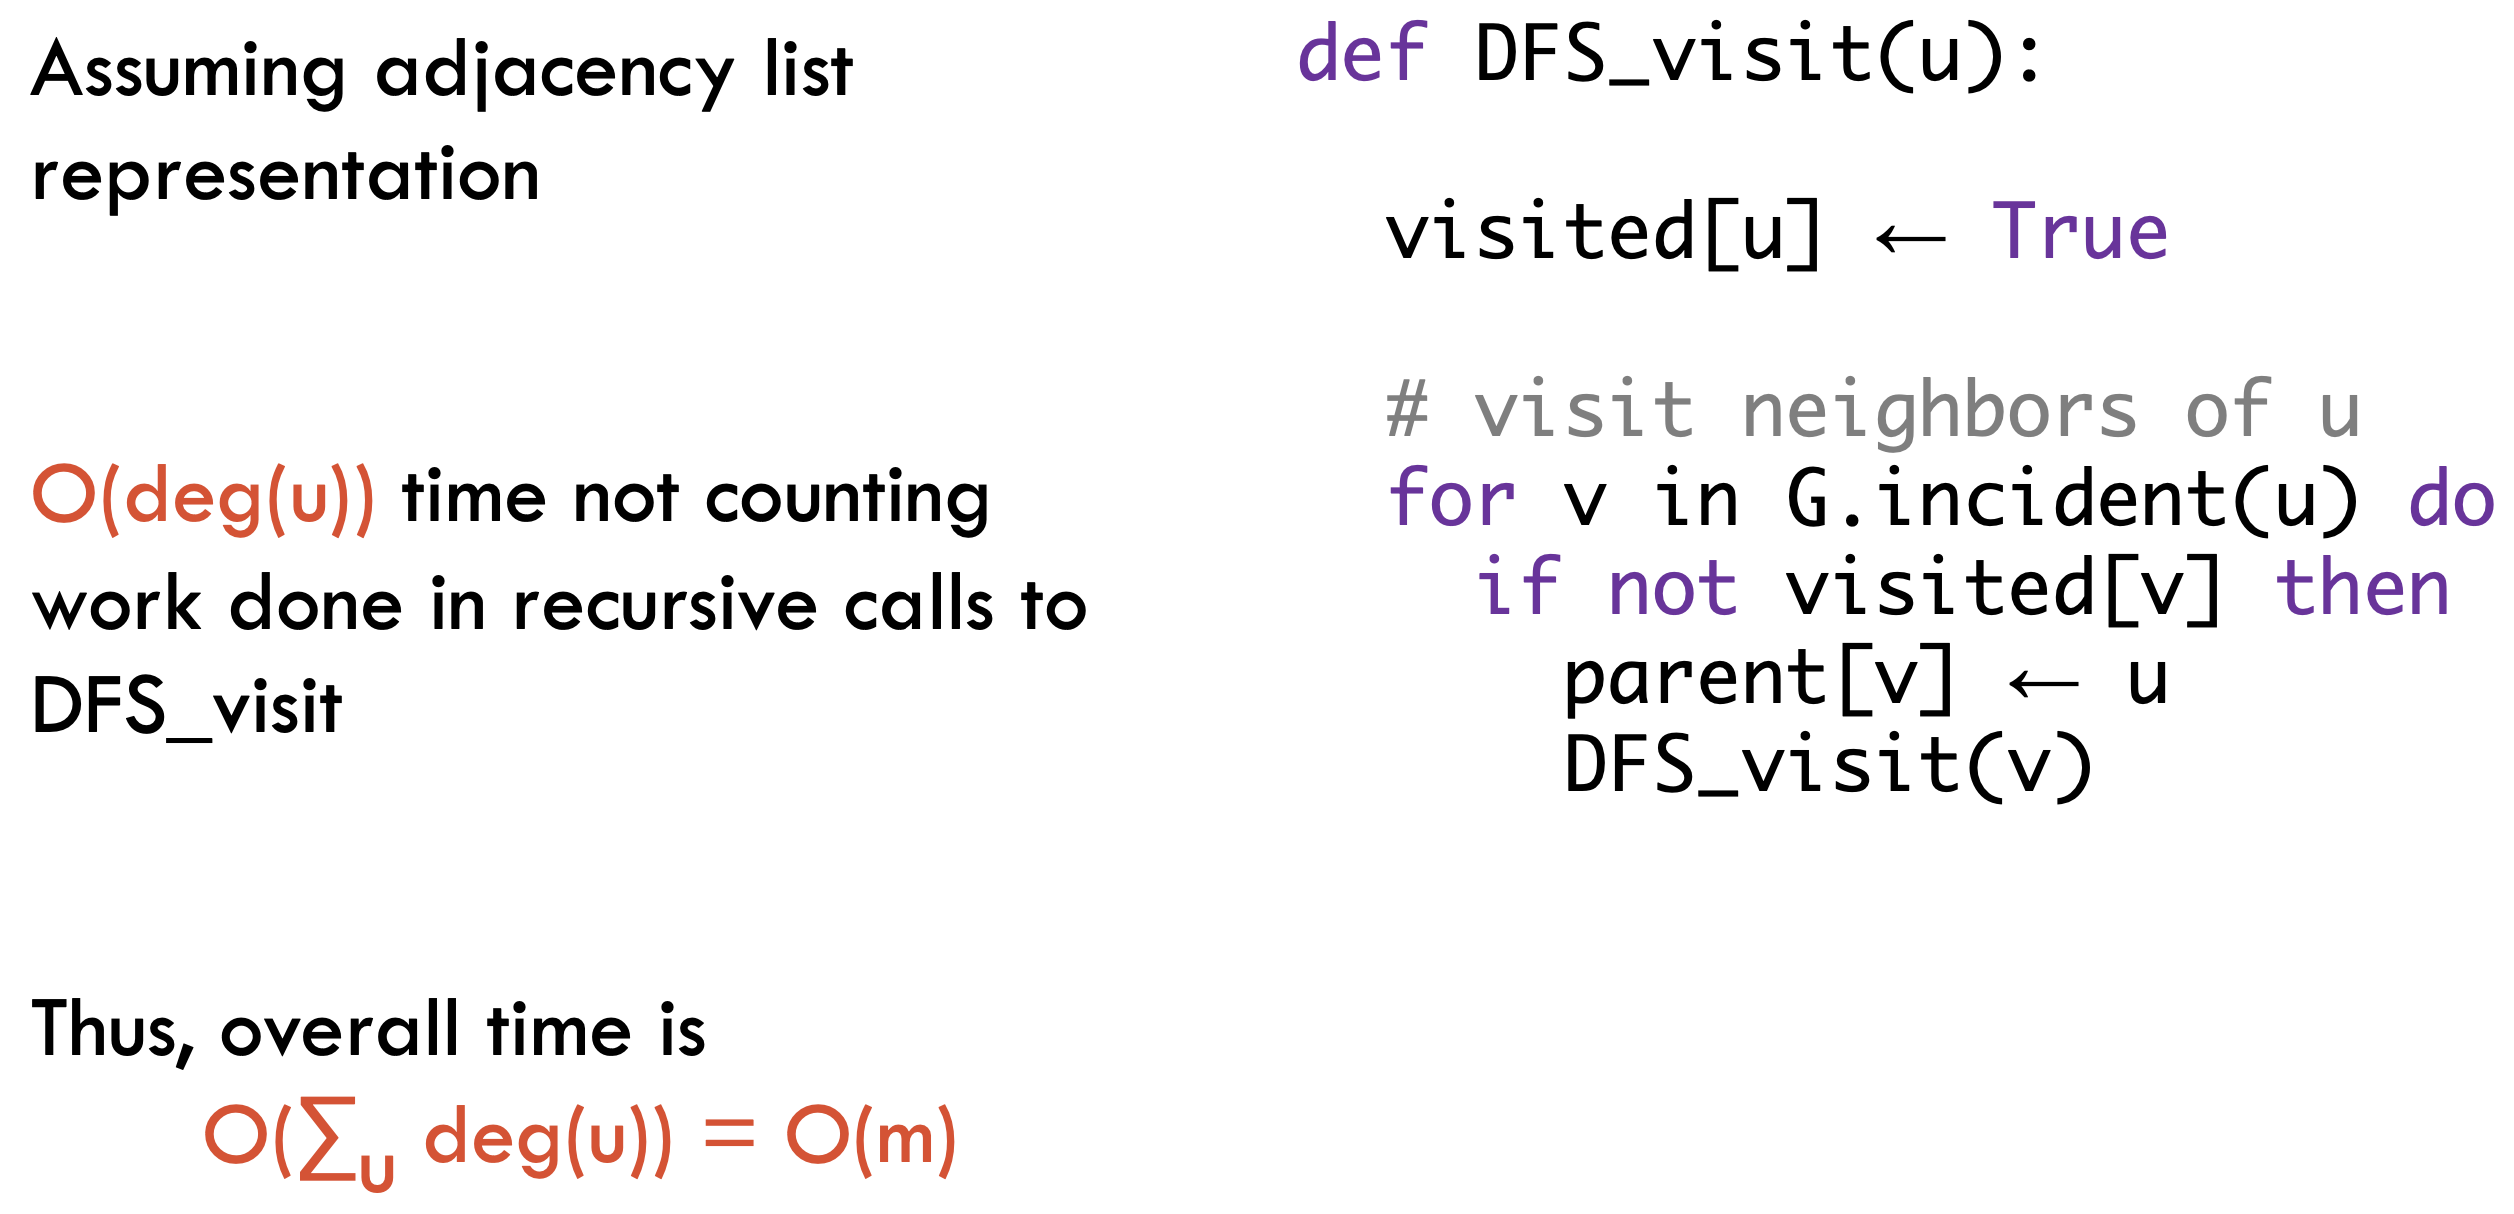 Assuming adjacency list
representation
O(deg(u)) time not counting
work done in recursive calls to
DFS_visit
Thus, overall time is
O(∑u deg(u)) = O(m)
def DFS_visit(u):
visited[u] ← True
# visit neighbors of u
for v in G.incident(u) do
if not visited[v] then
parent[v] ← u
DFS_visit(v)